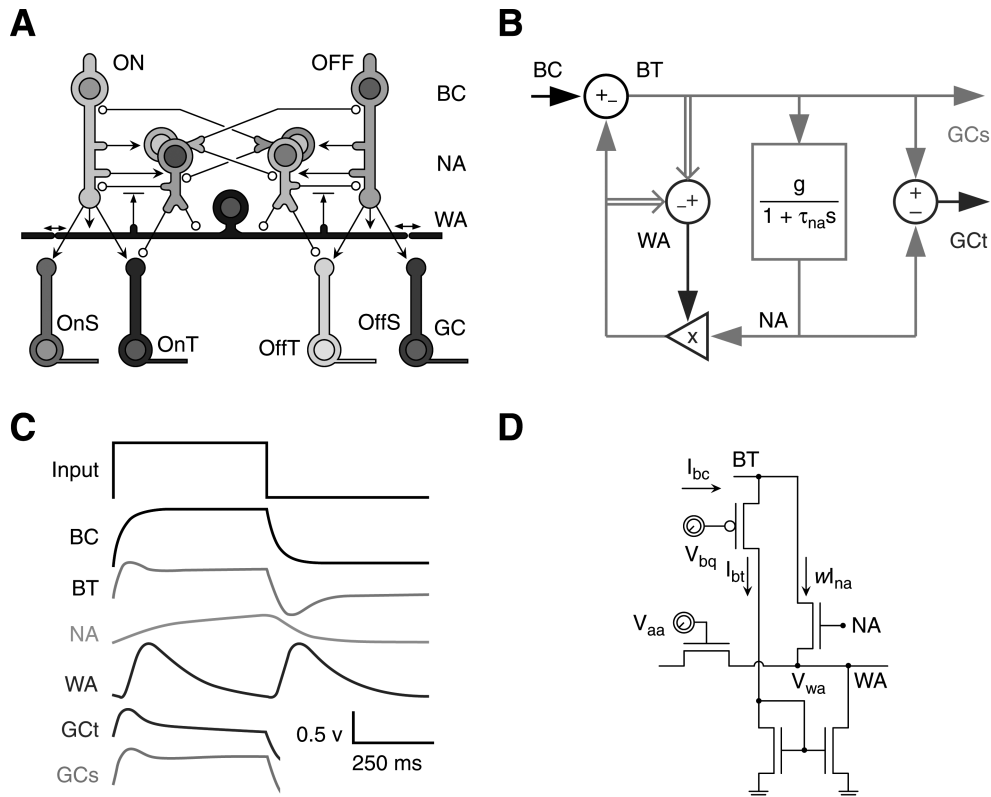 A
ON
OFF
BC
NA
WA
OnS
OnT
OffT
OffS
GC
B
BC
BT
+
−
GCs
−
+
WA
g
1 + τnas
+
−
GCt
NA
x
C
Input
BC
BT
NA
WA
GCt
GCs
0.5 v
250 ms
D
BT
Ibc
Vbq
Ibt
wIna
NA
Vaa
Vwa
WA